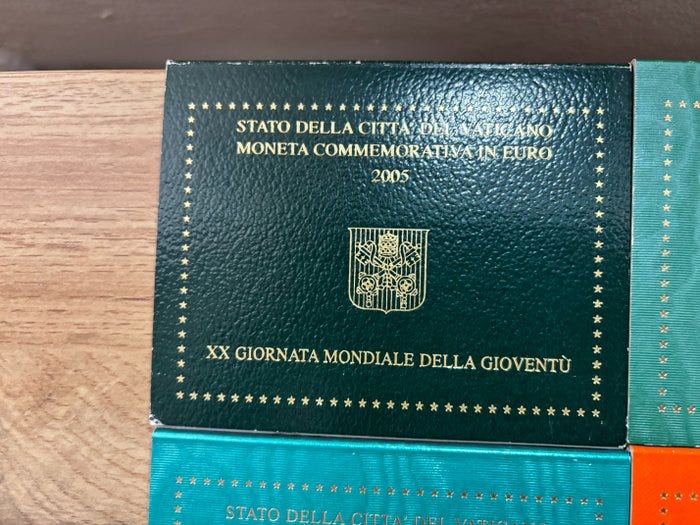 STATO DELLA CITTA' DEL VATICANO
MONETA COMMEMORATIVA IN EURO
2005
XX GIORNATA MONDIALE DELLA GIOVENTÙ
STATO DELLA CITTA' DEL